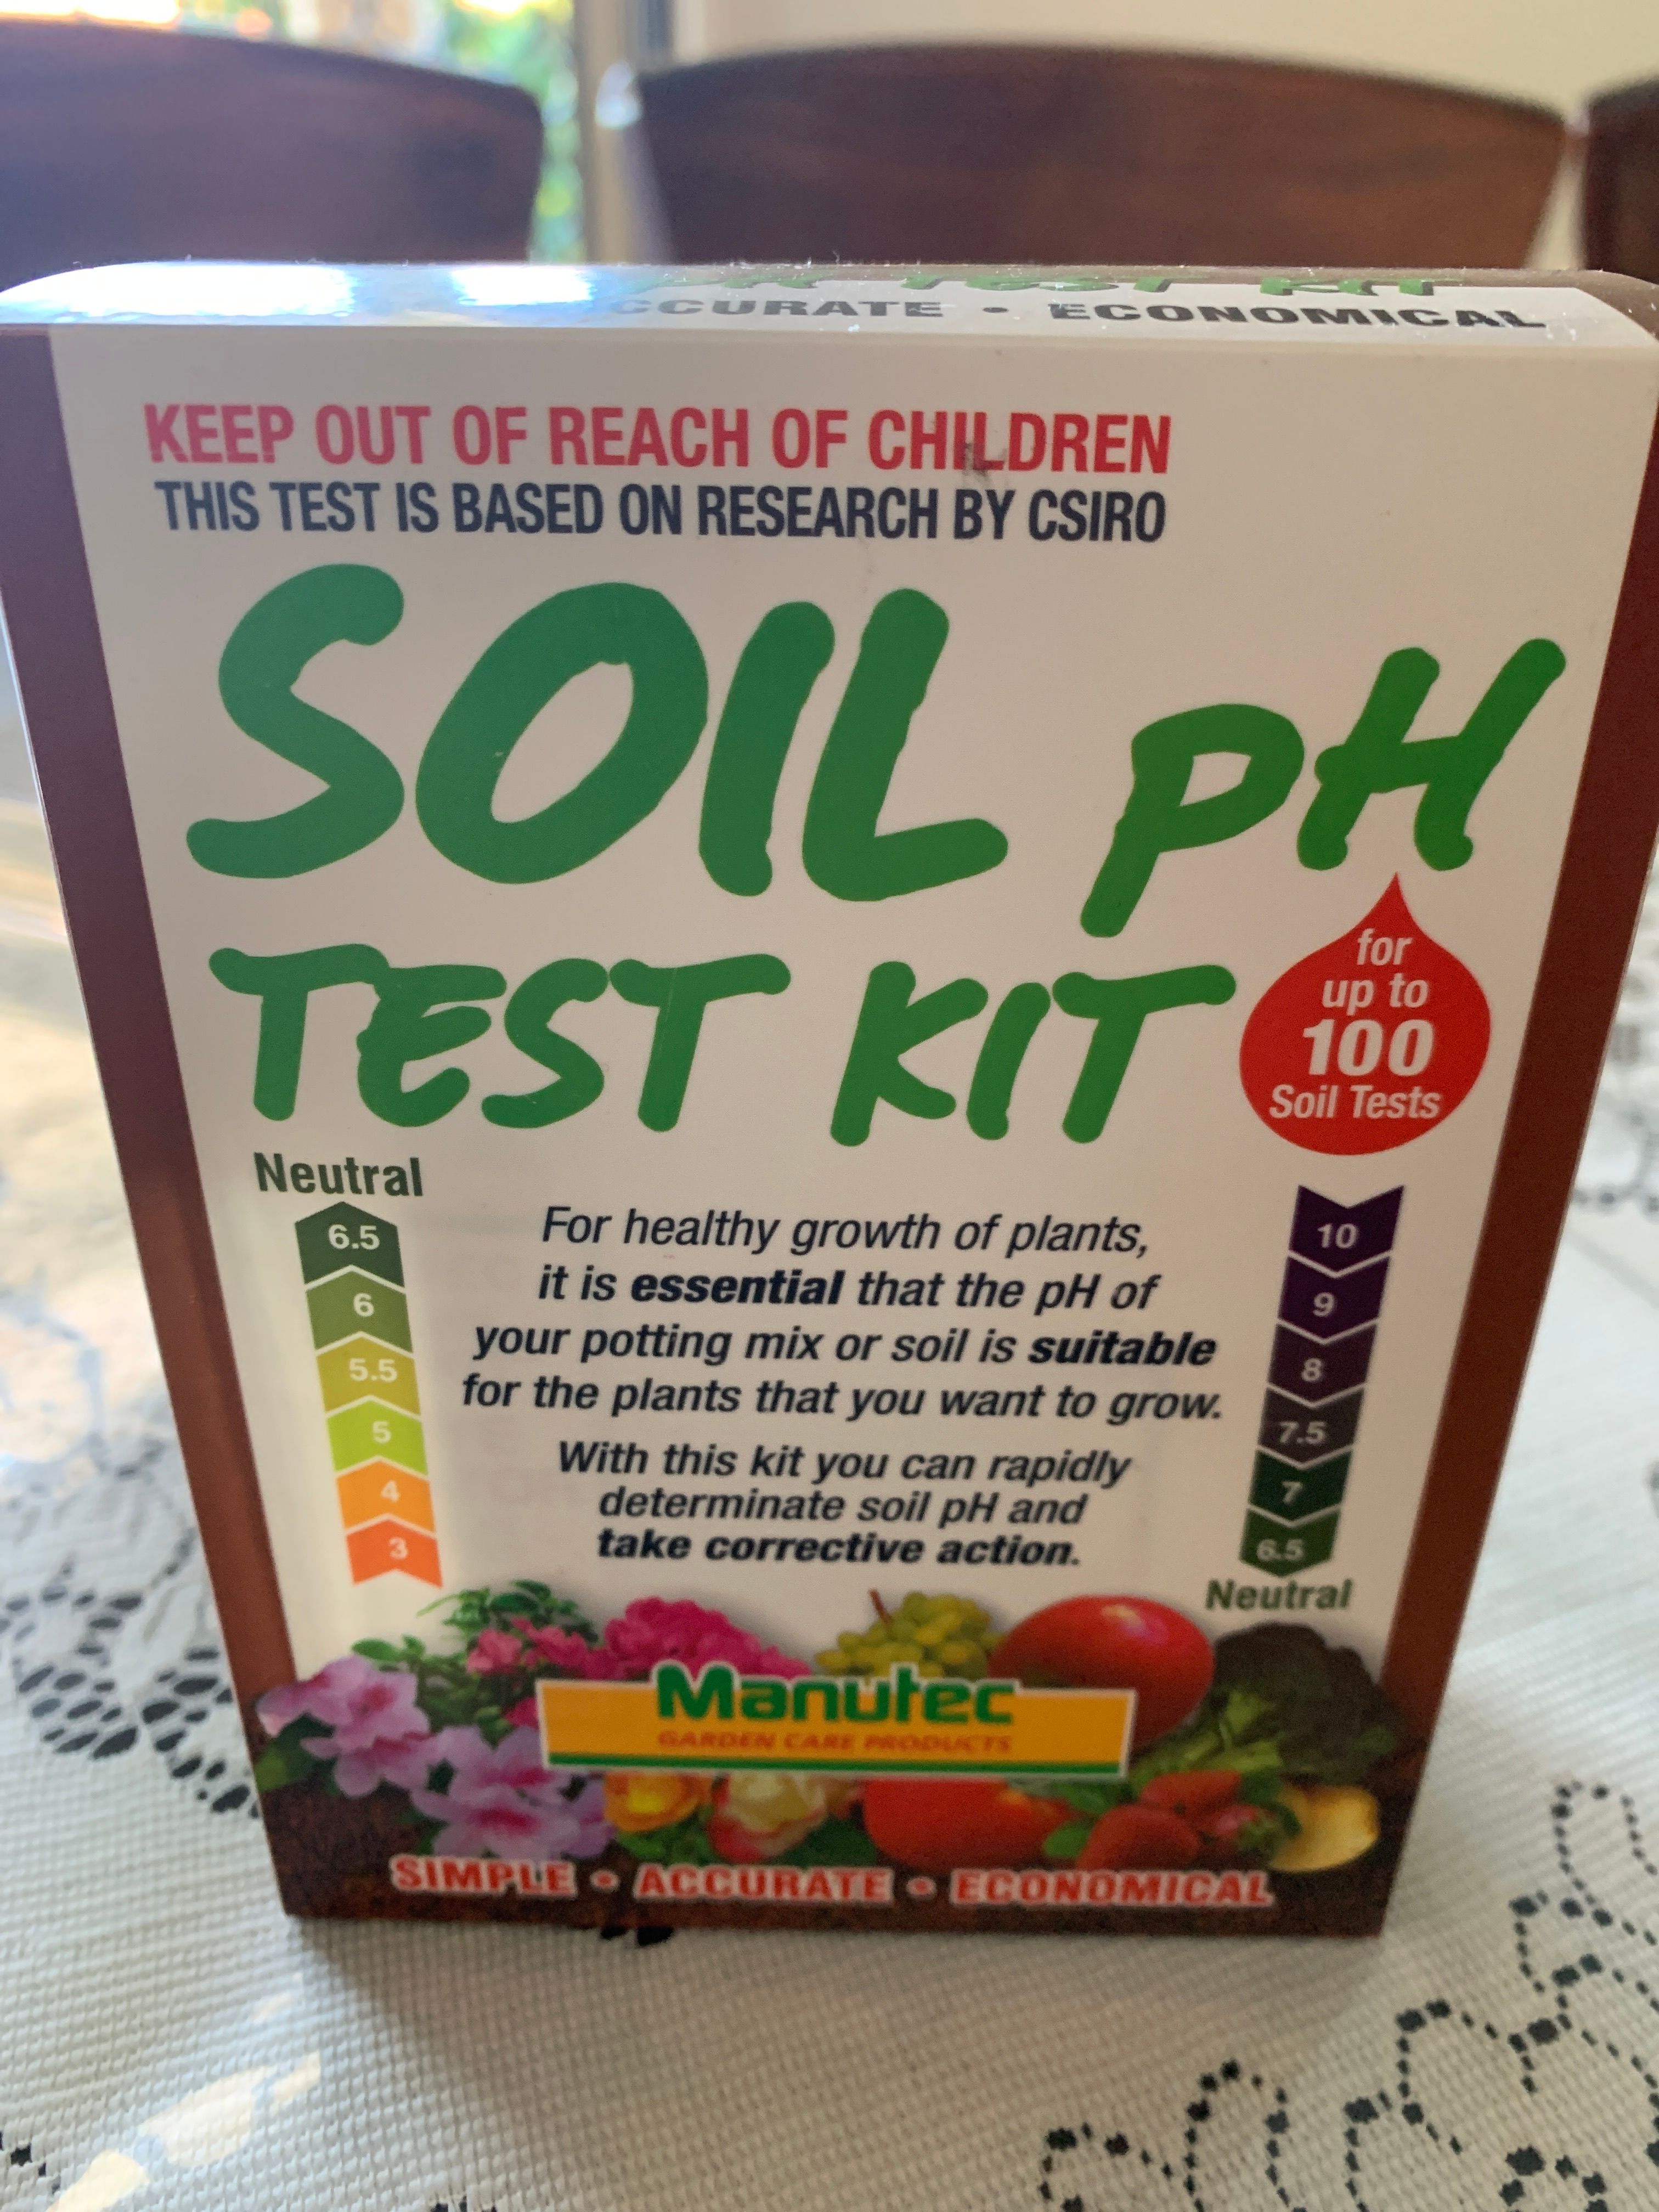 pH TEST KIT
ACCURATE • ECONOMICAL
KEEP OUT OF REACH OF CHILDREN
THIS TEST IS BASED ON RESEARCH BY CSIRO
SOIL pH
TEST KIT
for
up to
100
Soil Tests
Neutral
6.5
6
5.5
5
4
3
For healthy growth of plants,
it is essential that the pH of
your potting mix or soil is suitable
for the plants that you want to grow.
With this kit you can rapidly
determinate soil pH and
take corrective action.
10
9
8
7.5
7
6.5
Neutral
Manutec
GARDEN CARE PRODUCTS
SIMPLE • ACCURATE • ECONOMICAL